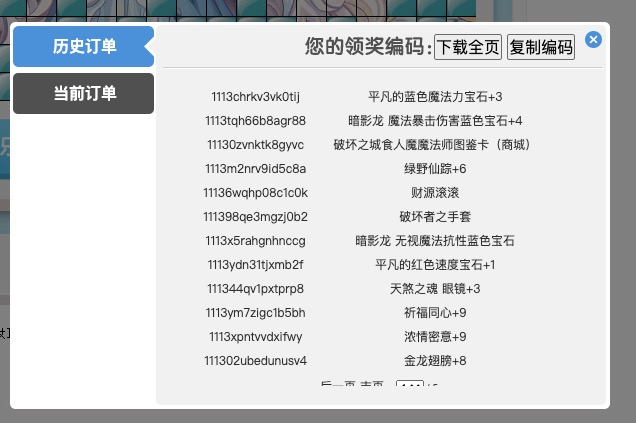 历史订单
当前订单
您的领奖编码:下载全页 复制编码
1113chrkv3vk0tij 平凡的蓝色魔法力宝石+3
1113tqh66b8agr88 暗影龙 魔法暴击伤害蓝色宝石+4
11130zvnktk8gyvc 破坏之城食人魔魔法师图鉴卡（商城）
1113m2nrv9id5c8a 绿野仙踪+6
11136wqhp08c1c0k 财源滚滚
111398qe3mgzj0b2 破坏者之手套
1113x5rahgnhnccg 暗影龙 无视魔法抗性蓝色宝石
1113ydn31tjxmb2f 平凡的红色速度宝石+1
111344qv1pxtprp8 天煞之魂 眼镜+3
1113ym7zigc1b5bh 祈福同心+9
1113xpntvvdxifwy 浓情密意+9
111302ubedunusv4 金龙翅膀+8
后一页 末页